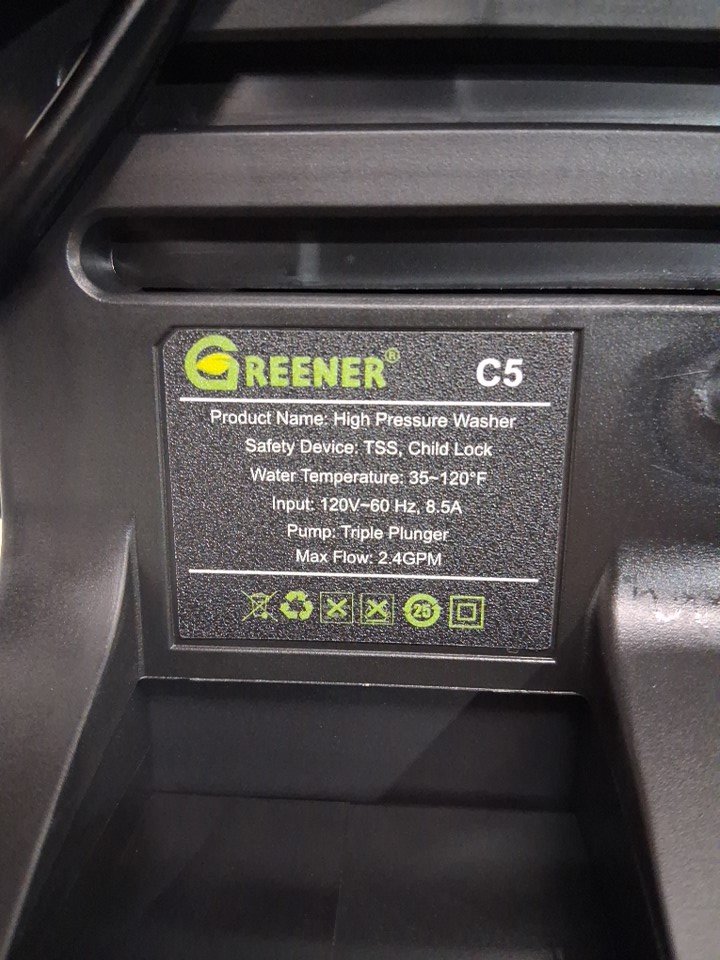 GREENER® C5
Product Name: High Pressure Washer
Safety Device: TSS, Child Lock
Water Temperature: 35~120°F
Input: 120V~60 Hz, 8.5A
Pump: Triple Plunger
Max Flow: 2.4GPM
25